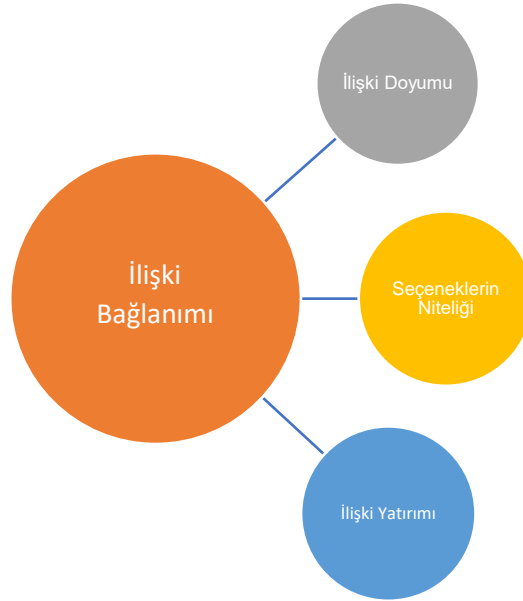 İlişki Doyumu
İlişki
Bağlanımı
Seçeneklerin
Niteliği
İlişki Yatırımı